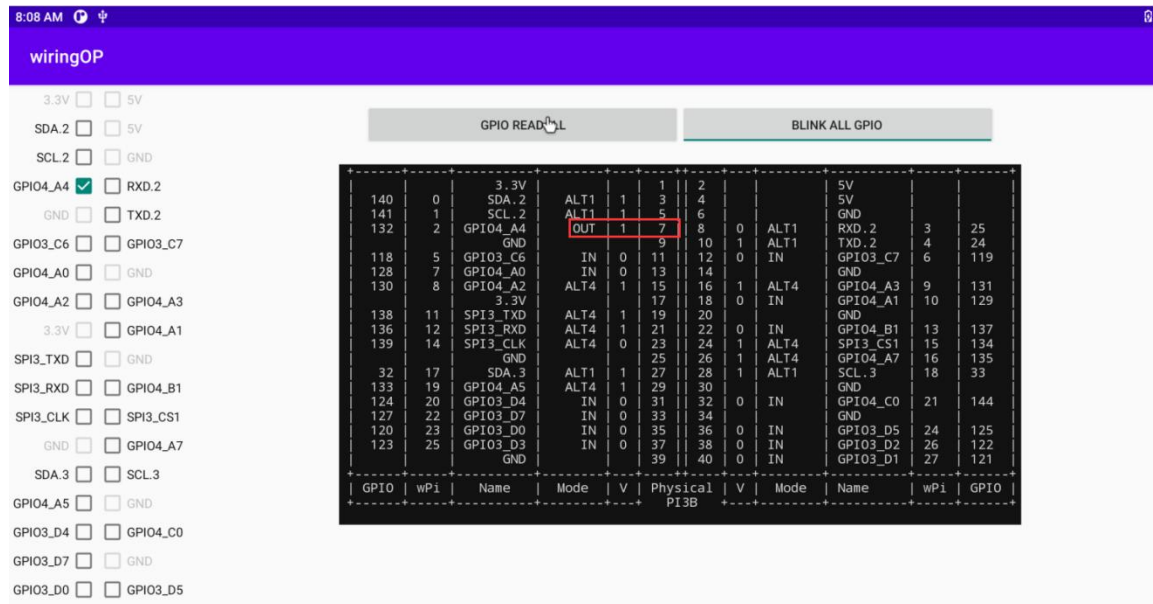 8:08 AM
wiringOP
3.3V 5V
SDA.2 5V
SCL.2 GND
GPIO4_A4 RXD.2
GND TXD.2
GPIO3_C6 GPIO3_C7
GPIO4_A0 GND
GPIO4_A2 GPIO4_A3
3.3V GPIO4_A1
SPI3_TXD GND
SPI3_RXD GPIO4_B1
SPI3_CLK SPI3_CS1
GND GPIO4_A7
SDA.3 SCL.3
GPIO4_A5 GND
GPIO3_D4 GPIO4_C0
GPIO3_D7 GND
GPIO3_D0 GPIO3_D5
GPIO READALL BLINK ALL GPIO
+------+-----+----------+--------+---+----++----+---+--------+----------+-----+------+
| | | 3.3V | | | 1 || 2 | | | 5V | | |
| 140 | 0 | SDA.2 | ALT1 | 1 | 3 || 4 | | | 5V | | |
| 141 | 1 | SCL.2 | ALT1 | 1 | 5 || 6 | | | GND | | |
| 132 | 2 | GPIO4_A4 | OUT | 1 | 7 || 8 | 0 | ALT1 | RXD.2 | 3 | 25 |
| | | GND | | | 9 || 10 | 1 | ALT1 | TXD.2 | 4 | 24 |
| 118 | 5 | GPIO3_C6 | IN | 0 | 11 || 12 | 0 | IN | GPIO3_C7 | 6 | 119 |
| 128 | 7 | GPIO4_A0 | IN | 0 | 13 || 14 | | | GND | | |
| 130 | 8 | GPIO4_A2 | ALT4 | 1 | 15 || 16 | 1 | ALT4 | GPIO4_A3 | 9 | 131 |
| | | 3.3V | | | 17 || 18 | 0 | IN | GPIO4_A1 | 10 | 129 |
| 138 | 11 | SPI3_TXD | ALT4 | 1 | 19 || 20 | | | GND | | |
| 136 | 12 | SPI3_RXD | ALT4 | 1 | 21 || 22 | 0 | IN | GPIO4_B1 | 13 | 137 |
| 139 | 14 | SPI3_CLK | ALT4 | 0 | 23 || 24 | 1 | ALT4 | SPI3_CS1 | 15 | 134 |
| | | GND | | | 25 || 26 | 1 | ALT4 | GPIO4_A7 | 16 | 135 |
| 32 | 17 | SDA.3 | ALT1 | 1 | 27 || 28 | 1 | ALT1 | SCL.3 | 18 | 33 |
| 133 | 19 | GPIO4_A5 | ALT4 | 1 | 29 || 30 | | | GND | | |
| 124 | 20 | GPIO3_D4 | IN | 0 | 31 || 32 | 0 | IN | GPIO4_C0 | 21 | 144 |
| 127 | 22 | GPIO3_D7 | IN | 0 | 33 || 34 | | | GND | | |
| 120 | 23 | GPIO3_D0 | IN | 0 | 35 || 36 | 0 | IN | GPIO3_D5 | 24 | 125 |
| 123 | 25 | GPIO3_D3 | IN | 0 | 37 || 38 | 0 | IN | GPIO3_D2 | 26 | 122 |
| | | GND | | | 39 || 40 | 0 | IN | GPIO3_D1 | 27 | 121 |
+------+-----+----------+--------+---+----++----+---+--------+----------+-----+------+
| GPIO | wPi | Name | Mode | V | Physical | V | Mode | Name | wPi | GPIO |
+------+-----+----------+--------+---+ PI3B +---+--------+----------+-----+------+